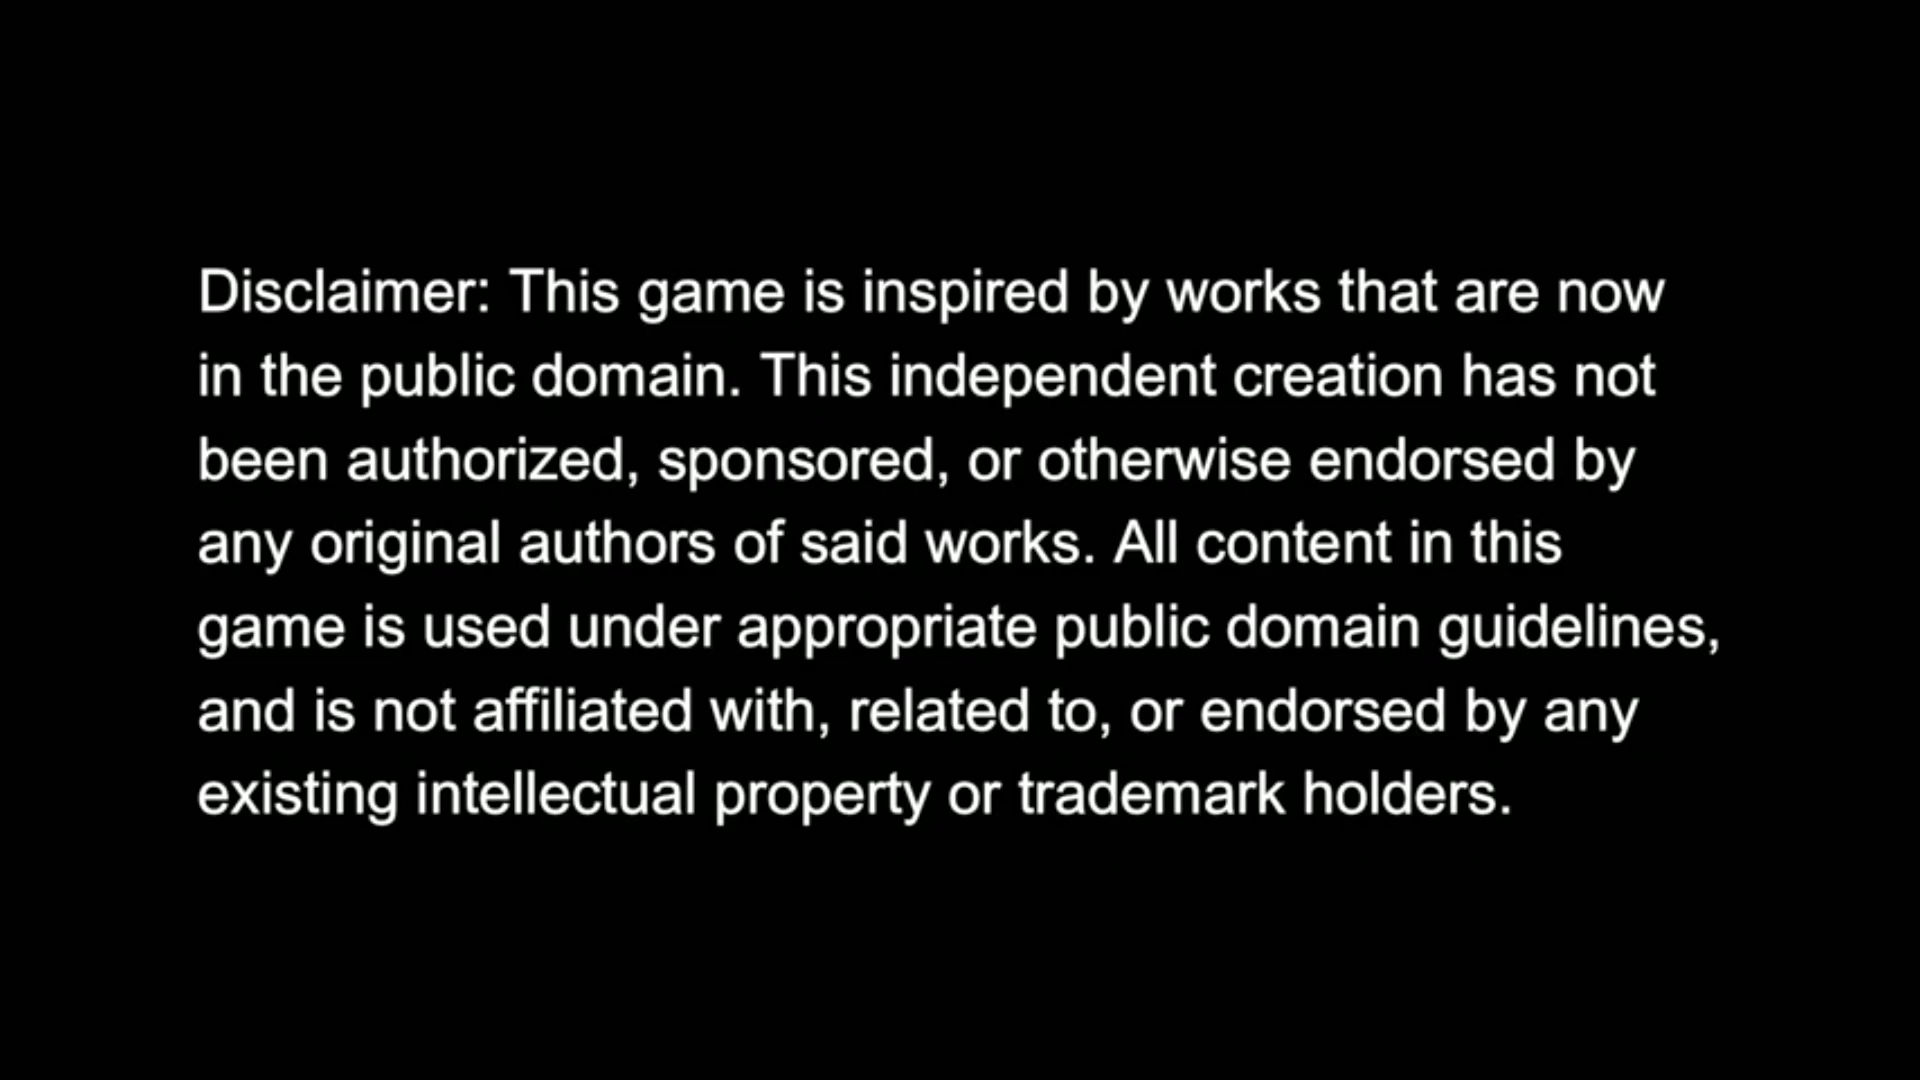 Disclaimer: This game is inspired by works that are now
in the public domain. This independent creation has not
been authorized, sponsored, or otherwise endorsed by
any original authors of said works. All content in this
game is used under appropriate public domain guidelines,
and is not affiliated with, related to, or endorsed by any
existing intellectual property or trademark holders.